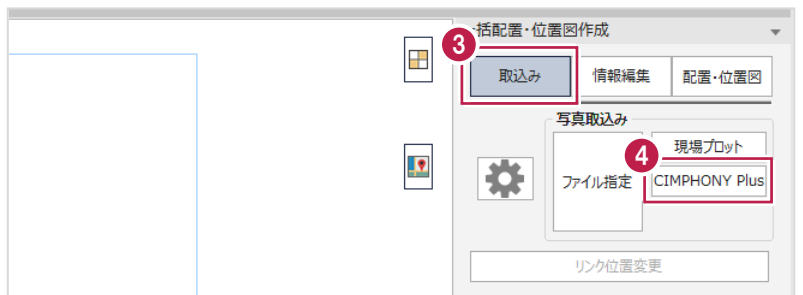 括配置・位置図作成
3
取込み
情報編集
配置・位置図
写真取込み
現場プロット
4
ファイル指定
CIMPHONY Plus
リンク位置変更